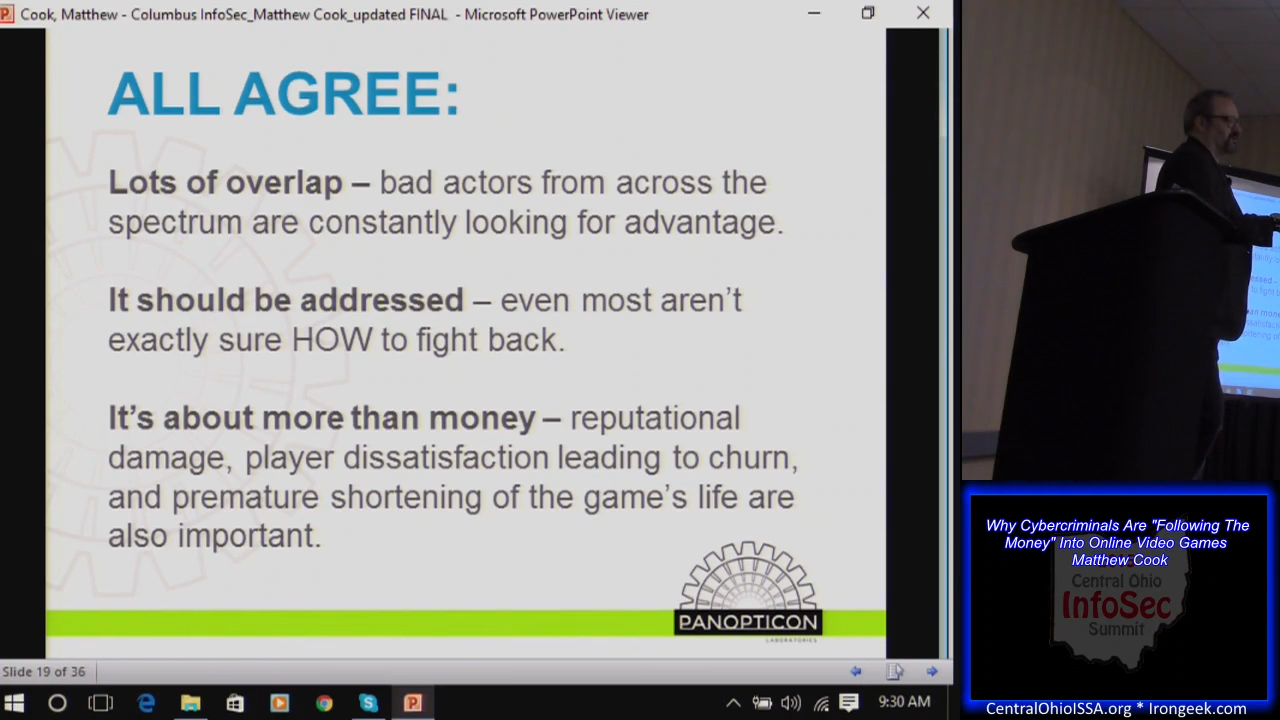 Cook, Matthew - Columbus InfoSec_Matthew Cook_updated FINAL - Microsoft PowerPoint Viewer
ALL AGREE:
Lots of overlap – bad actors from across the
spectrum are constantly looking for advantage.
It should be addressed – even most aren’t
exactly sure HOW to fight back.
It’s about more than money – reputational
damage, player dissatisfaction leading to churn,
and premature shortening of the game’s life are
also important.
PANOPTICON
LABORATORIES
Slide 19 of 36
9:30 AM
Why Cybercriminals Are "Following The
Money" Into Online Video Games
Matthew Cook
Central Ohio
InfoSec
Summit
CentralOhioISSA.org * Irongeek.com